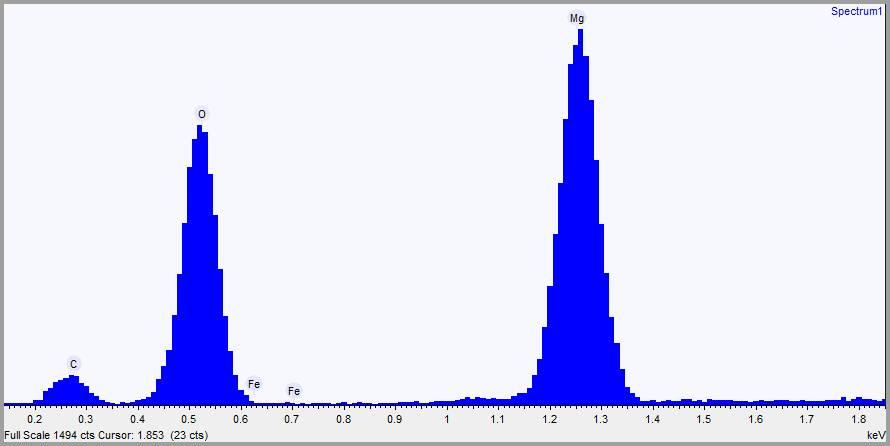 Spectrum1
Mg
O
C
Fe
Fe
0.2 0.3 0.4 0.5 0.6 0.7 0.8 0.9 1 1.1 1.2 1.3 1.4 1.5 1.6 1.7 1.8
Full Scale 1494 cts Cursor: 1.853 (23 cts) keV